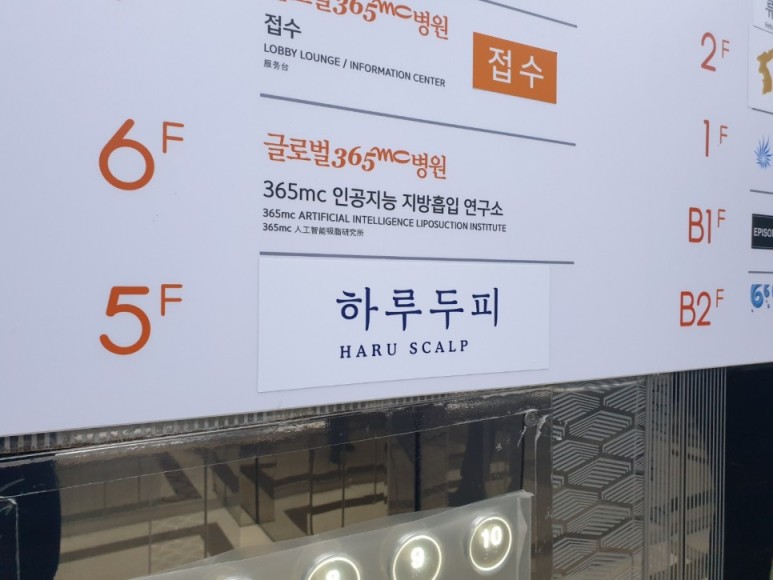 글로벌365mc병원
접수
LOBBY LOUNGE / INFORMATION CENTER
服务台
접수
6F
글로벌365mc병원
365mc 인공지능 지방흡입 연구소
365mc ARTIFICIAL INTELLIGENCE LIPOSUCTION INSTITUTE
365mc 人工智能吸脂研究所
5F
하루두피
HARU SCALP
2F
1F
B1F
EPISO
B2F
9
10